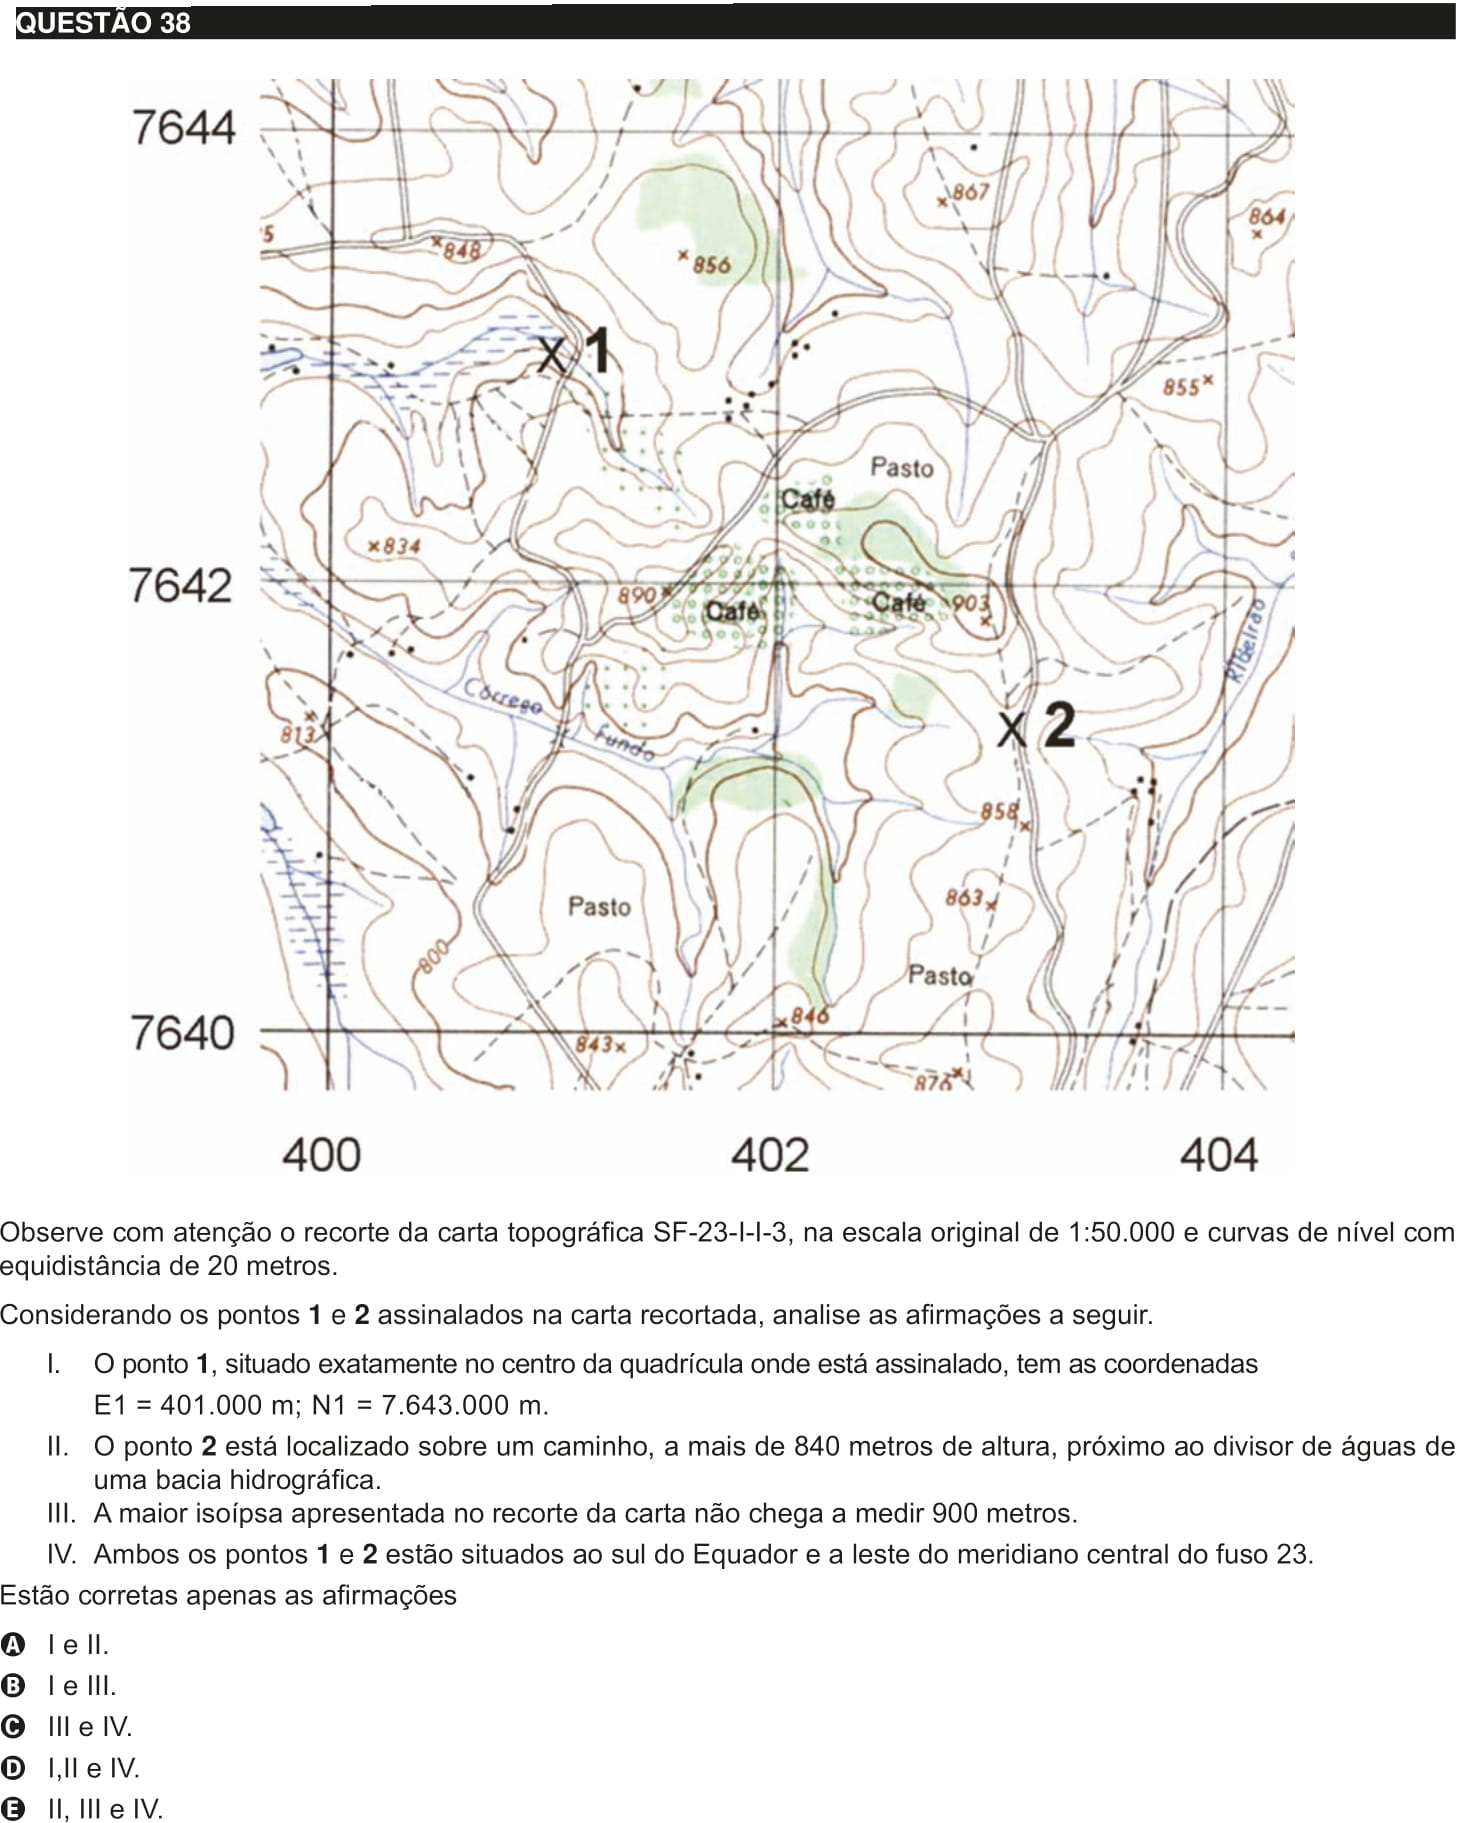 QUESTÃO 38
7644
867
864
5
848
856
1
855
Pasto
Café
834
7642
890
Café
Café
903
Ribeirão
Córrego
Fundo
813
2
858
Pasto
863
800
Pasto
846
7640
843
876
400 402 404
Observe com atenção o recorte da carta topográfica SF-23-I-I-3, na escala original de 1:50.000 e curvas de nível com
equidistância de 20 metros.
Considerando os pontos 1 e 2 assinalados na carta recortada, analise as afirmações a seguir.
I. O ponto 1, situado exatamente no centro da quadrícula onde está assinalado, tem as coordenadas
E1 = 401.000 m; N1 = 7.643.000 m.
II. O ponto 2 está localizado sobre um caminho, a mais de 840 metros de altura, próximo ao divisor de águas de
uma bacia hidrográfica.
III. A maior isoípsa apresentada no recorte da carta não chega a medir 900 metros.
IV. Ambos os pontos 1 e 2 estão situados ao sul do Equador e a leste do meridiano central do fuso 23.
Estão corretas apenas as afirmações
A I e II.
B I e III.
C III e IV.
D I,II e IV.
E II, III e IV.